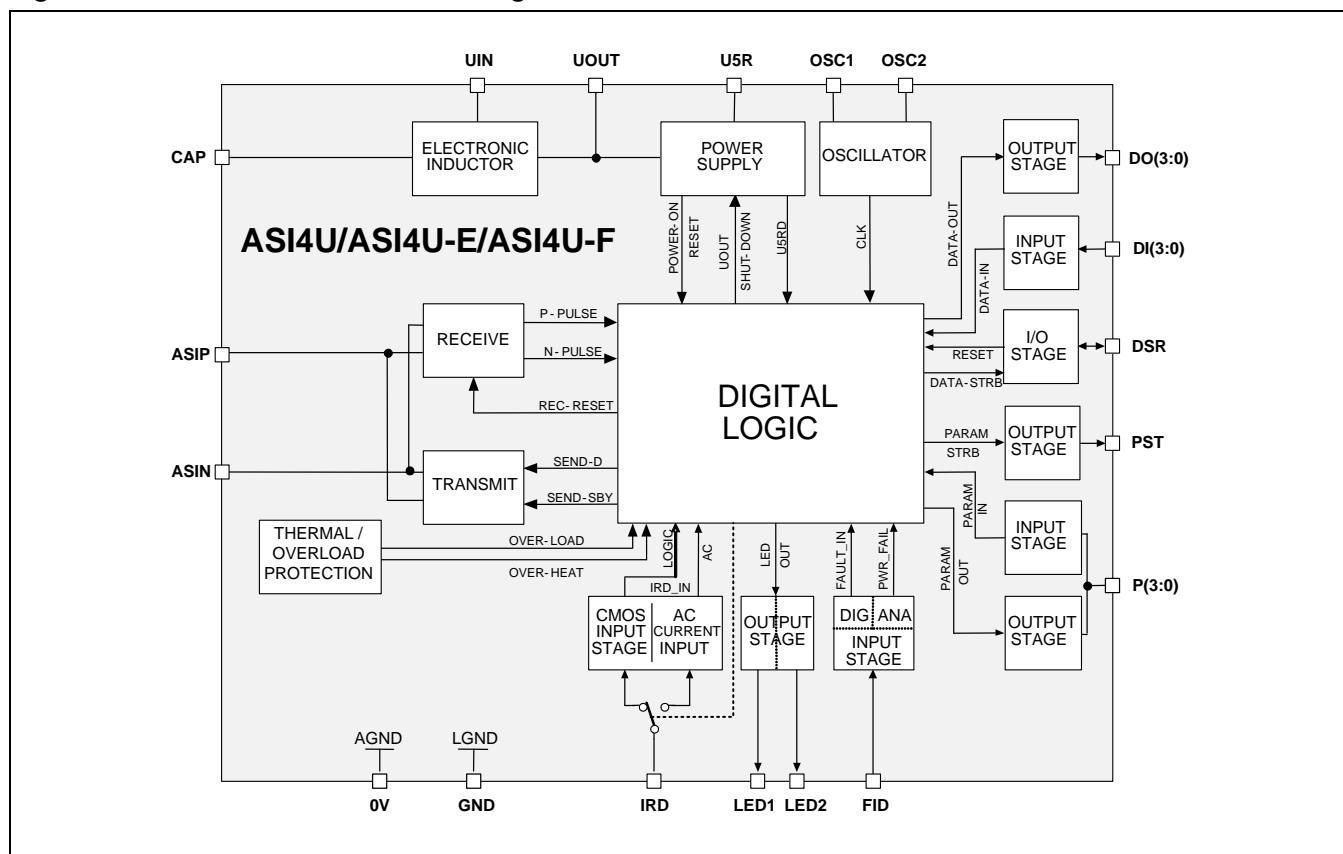 UIN
UOUT
U5R
OSC1
OSC2
CAP
ELECTRONIC
INDUCTOR
POWER
SUPPLY
OSCILLATOR
OUTPUT
STAGE
DO(3:0)
ASI4U/ASI4U-E/ASI4U-F
POWER-ON
RESET
UOUT
SHUT-DOWN
U5RD
CLK
DATA-OUT
DATA-IN
INPUT
STAGE
DI(3:0)
ASIP
RECEIVE
P-PULSE
N-PULSE
REC-RESET
DIGITAL
LOGIC
RESET
DATA-STRB
I/O
STAGE
DSR
PARAM
STRB
OUTPUT
STAGE
PST
ASIN
TRANSMIT
SEND-D
SEND-SBY
PARAM
IN
INPUT
STAGE
THERMAL /
OVERLOAD
PROTECTION
OVER-LOAD
OVER-HEAT
LOGIC
IRD_IN
AC
LED
OUT
FAULT_IN
PWR_FAIL
PARAM
OUT
OUTPUT
STAGE
P(3:0)
CMOS
INPUT
STAGE
AC
CURRENT
INPUT
OUTPUT
STAGE
DIG
ANA
INPUT
STAGE
AGND
LGND
0V
GND
IRD
LED1
LED2
FID